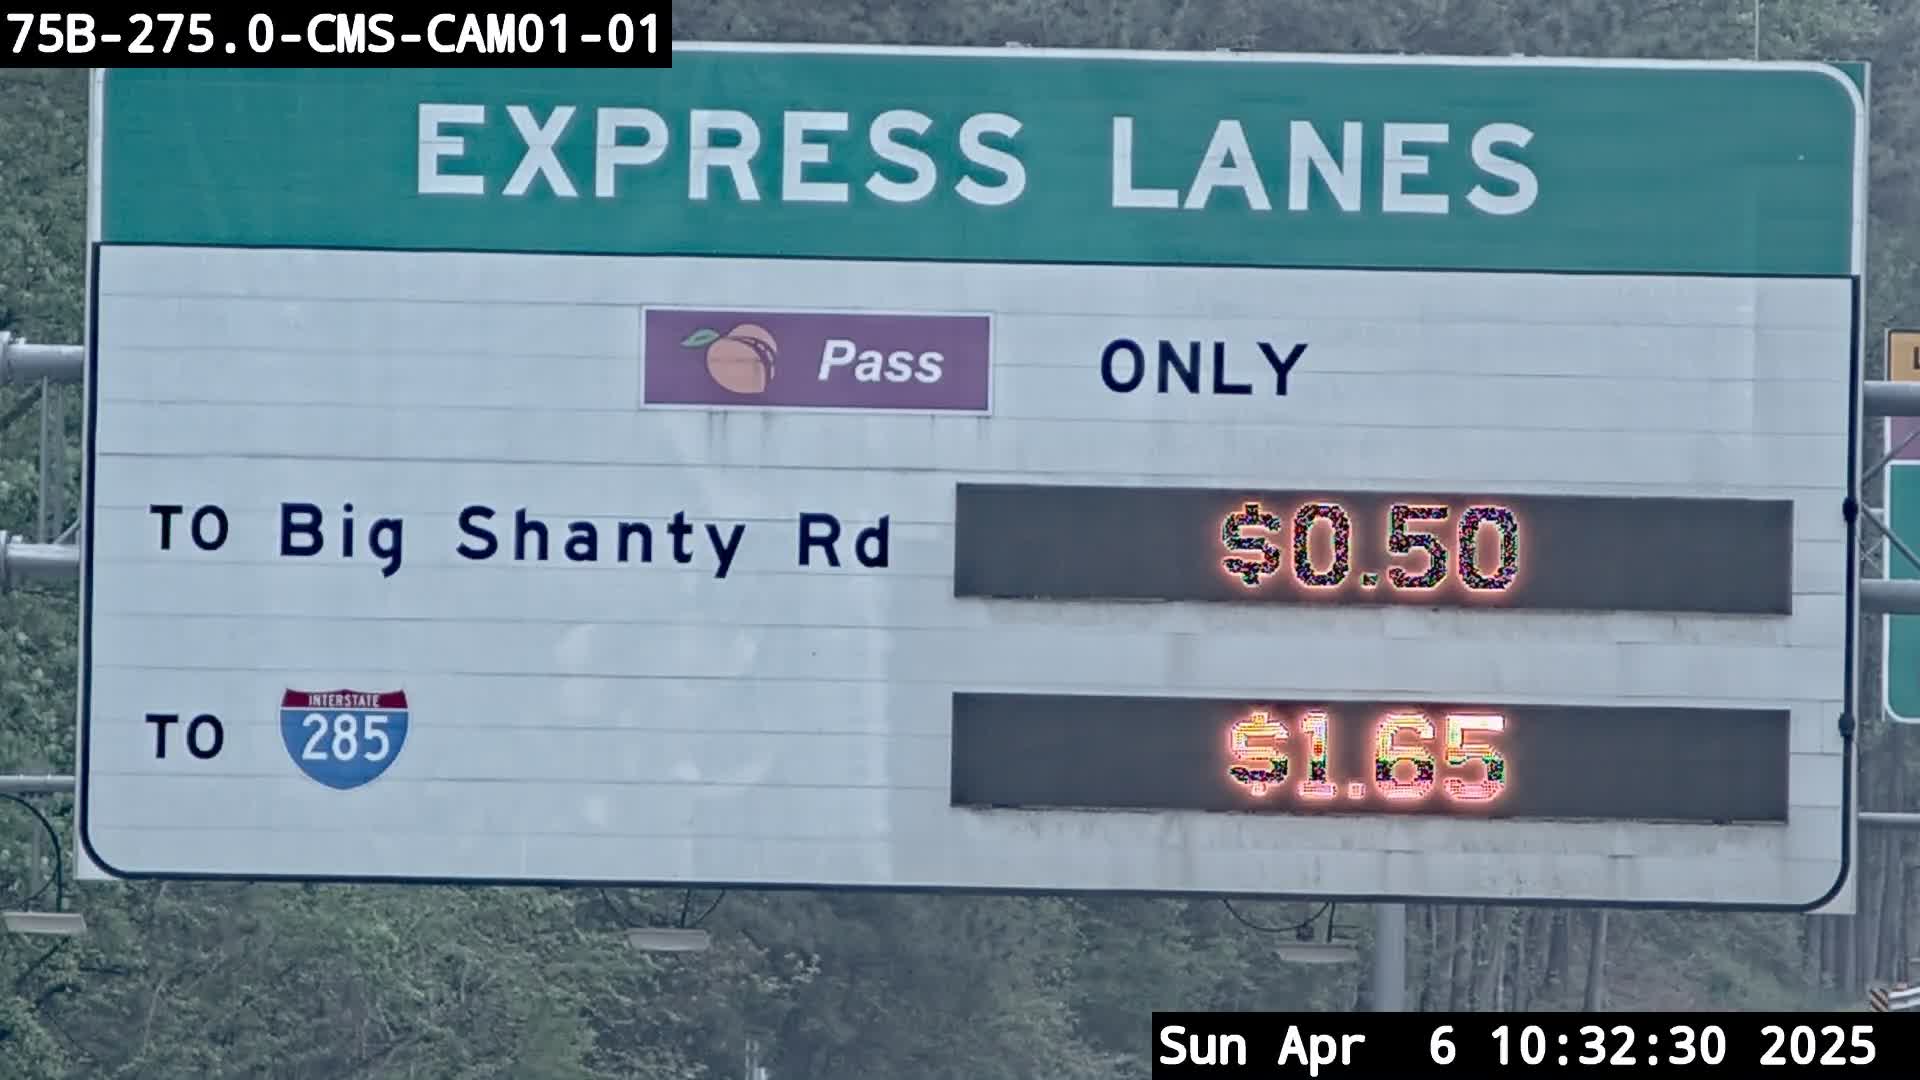 75B-275.0-CMS-CAM01-01
EXPRESS LANES
Pass ONLY
TO Big Shanty Rd $0.50
TO INTERSTATE 285 $1.65
Sun Apr 6 10:32:30 2025